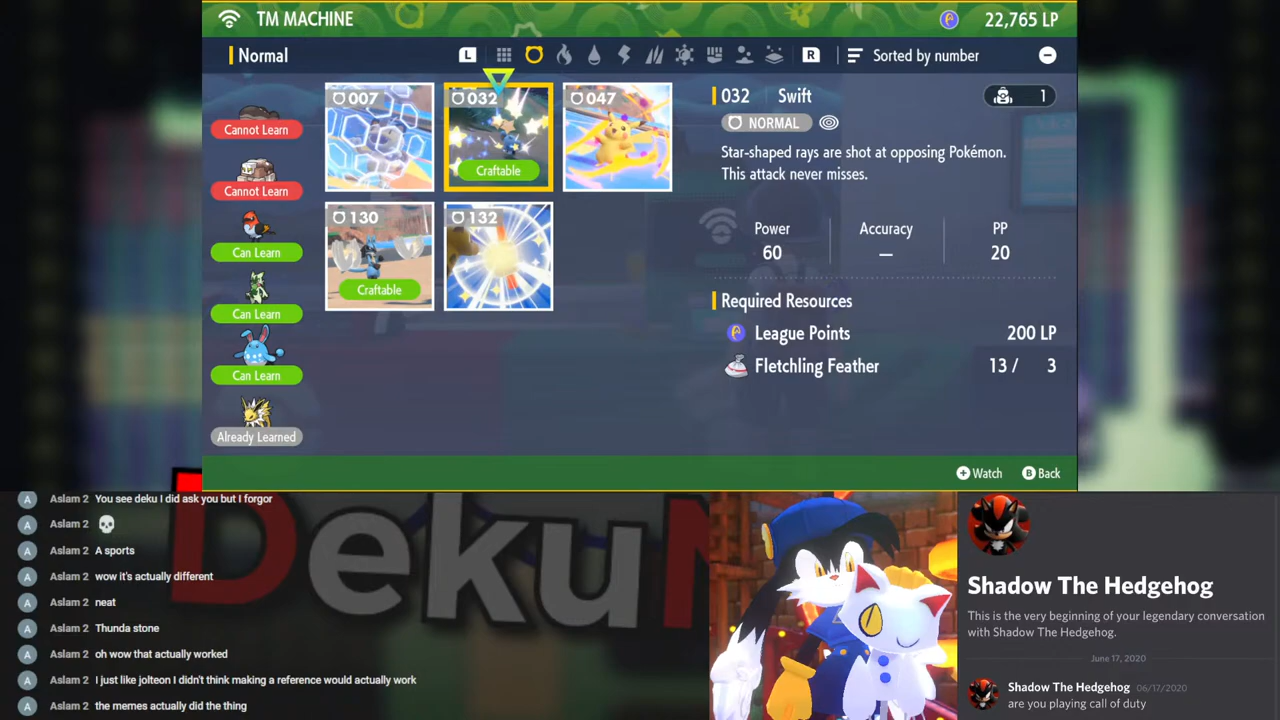 TM MACHINE
22,765 LP
Normal
L
R
Sorted by number
Cannot Learn
Cannot Learn
Can Learn
Can Learn
Can Learn
Already Learned
007
032
Craftable
047
130
Craftable
132
032 Swift
1
NORMAL
Star-shaped rays are shot at opposing Pokémon.
This attack never misses.
Power Accuracy PP
60 — 20
Required Resources
League Points 200 LP
Fletchling Feather 13 / 3
+ Watch B Back
A Aslam 2 You see deku I did ask you but I forgor
A Aslam 2 💀
A Aslam 2 A sports
A Aslam 2 wow it's actually different
A Aslam 2 neat
A Aslam 2 Thunda stone
A Aslam 2 oh wow that actually worked
A Aslam 2 I just like jolteon I didn't think making a reference would actually work
A Aslam 2 the memes actually did the thing
DekuN
Shadow The Hedgehog
This is the very beginning of your legendary conversation
with Shadow The Hedgehog.
June 17, 2020
Shadow The Hedgehog 06/17/2020
are you playing call of duty